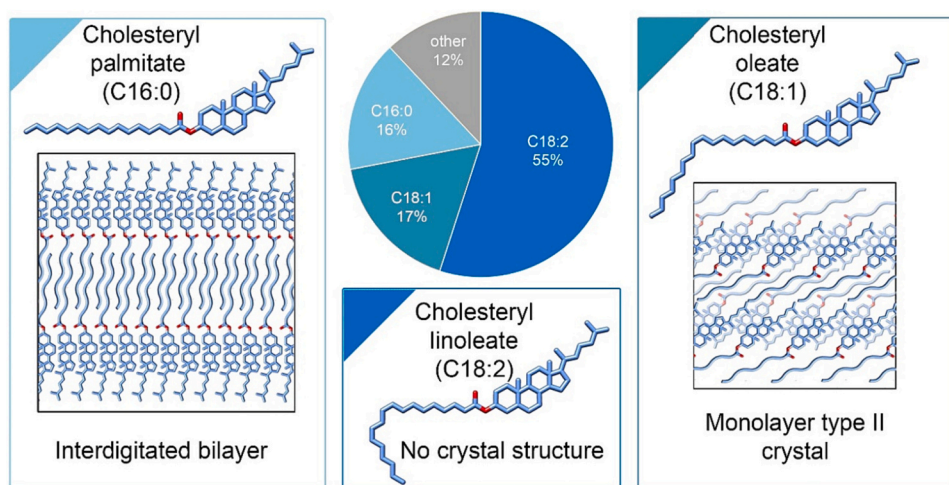 Cholesteryl
palmitate
(C16:0)
Interdigitated bilayer
other
12%
C16:0
16%
C18:1
17%
C18:2
55%
Cholesteryl
linoleate
(C18:2)
No crystal structure
Cholesteryl
oleate
(C18:1)
Monolayer type II
crystal